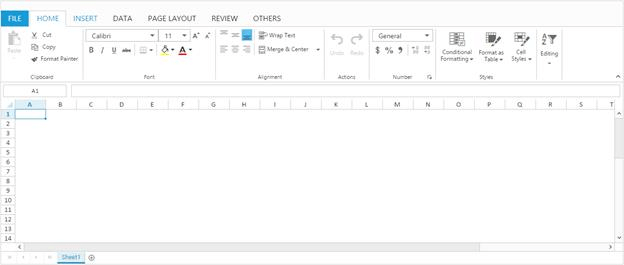 FILE HOME INSERT DATA PAGE LAYOUT REVIEW OTHERS
Paste
Cut
Copy
Format Painter
Clipboard
Calibri 11 A A
B I U abc A
Font
Wrap Text
Merge & Center
Alignment
Undo Redo
Actions
General
$ % ,
Number
Conditional Formatting
Format as Table
Cell Styles
Styles
A Z
Editing
A1
A B C D E F G H I J K L M N O P Q R S T
1
2
3
4
5
6
7
8
9
10
11
12
13
14
Sheet1